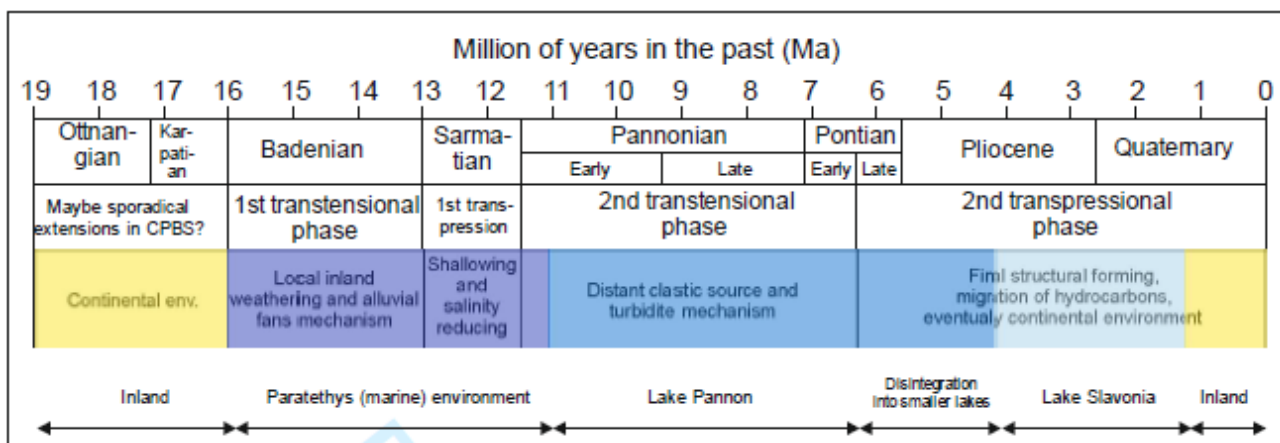 Million of years in the past (Ma)
19 18 17 16 15 14 13 12 11 10 9 8 7 6 5 4 3 2 1 0
Ottnan-
gian
Kar-
pati-
an
Badenian
Sarma-
tian
Pannonian
Early Late
Pontian
Early Late
Pliocene
Quaternary
Maybe sporadical
extensions in CPBS?
1st transtensional
phase
1st trans-
pression
2nd transtensional
phase
2nd transpressional
phase
Continental env.
Local inland
weathering and alluvial
fans mechanism
Shallowing
and
salinity
reducing
Distant clastic source and
turbidite mechanism
Finl structural forming,
migration of hydrocarbons,
eventualy continental environment
Inland
Paratethys (marine) environment
Lake Pannon
Disintegration
into smaller lakes
Lake Slavonia
Inland